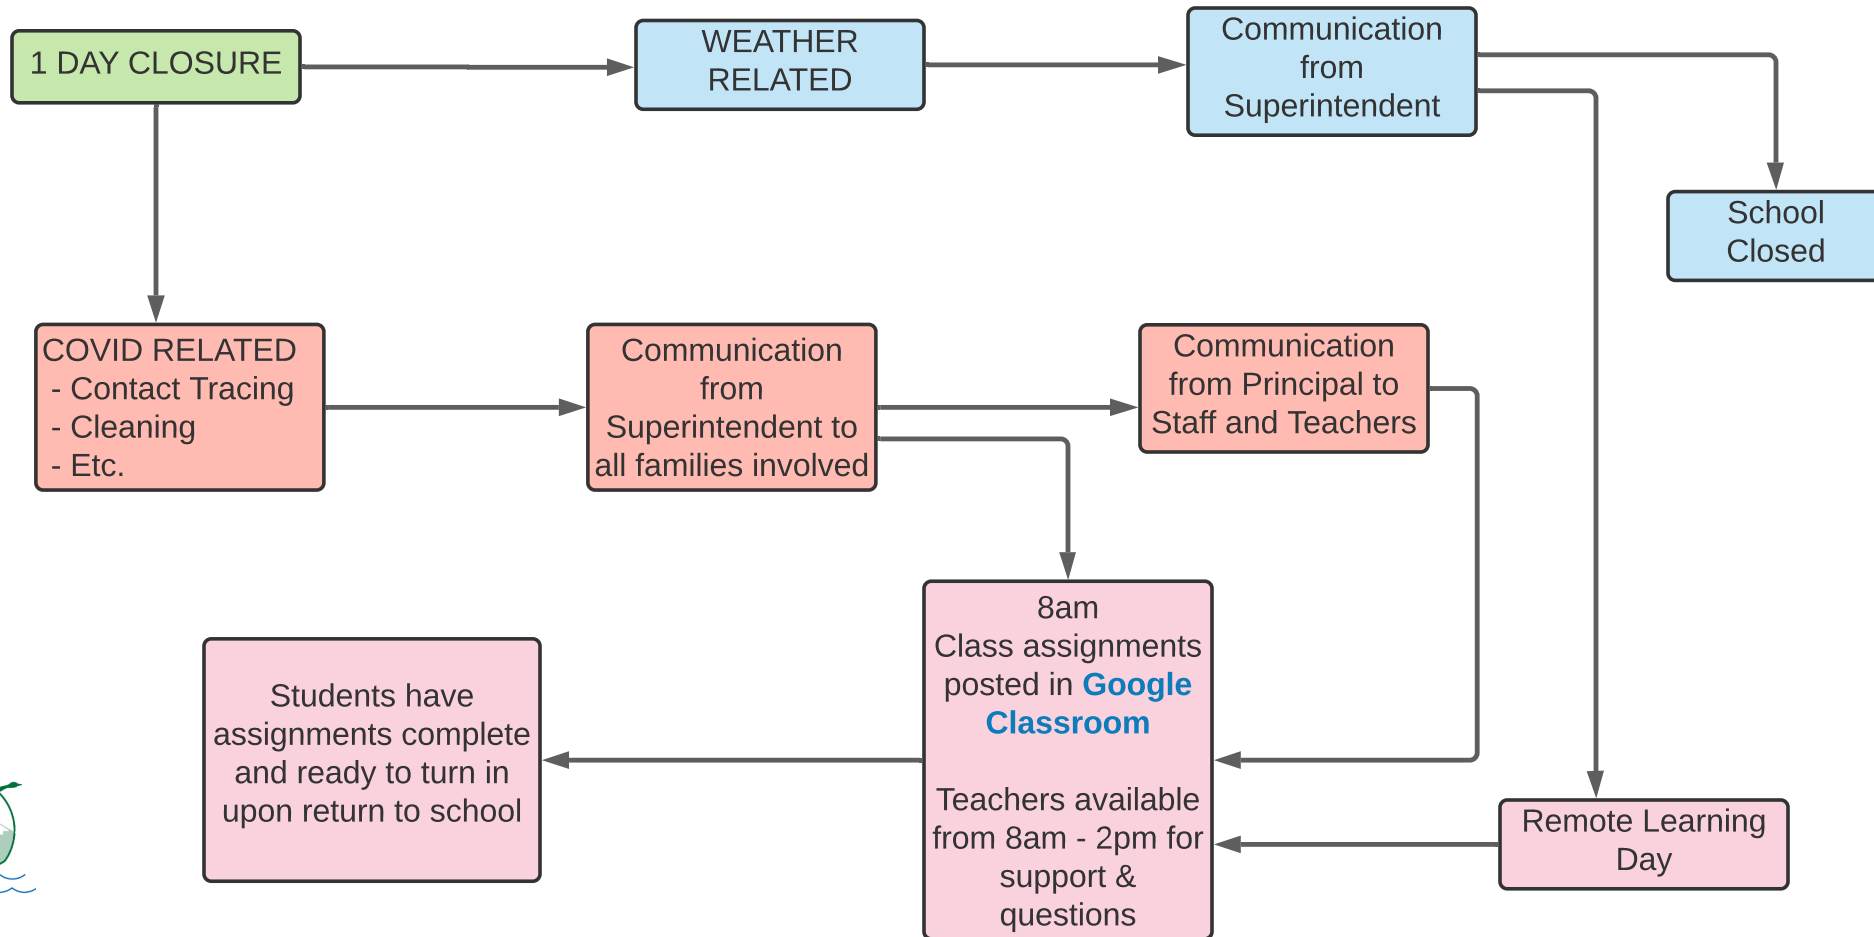 1 DAY CLOSURE
WEATHER
RELATED
Communication
from
Superintendent
School
Closed
COVID RELATED
- Contact Tracing
- Cleaning
- Etc.
Communication
from
Superintendent to
all families involved
Communication
from Principal to
Staff and Teachers
8am
Class assignments
posted in Google
Classroom
Teachers available
from 8am - 2pm for
support &
questions
Students have
assignments complete
and ready to turn in
upon return to school
Remote Learning
Day